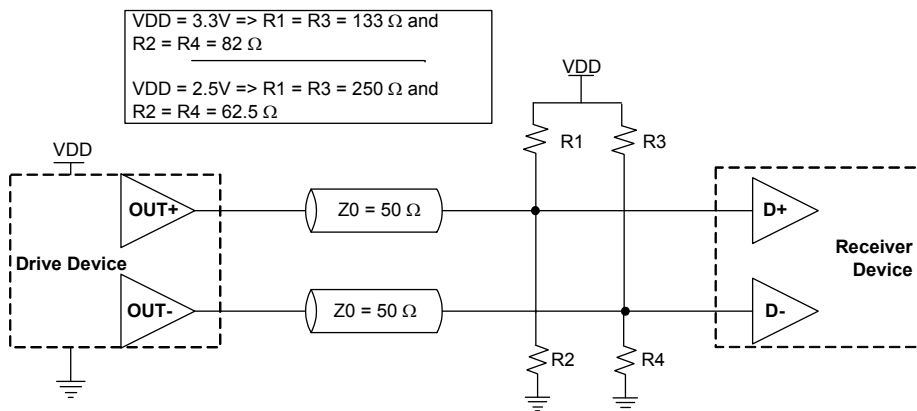 VDD = 3.3V => R1 = R3 = 133 Ω and
R2 = R4 = 82 Ω
VDD = 2.5V => R1 = R3 = 250 Ω and
R2 = R4 = 62.5 Ω
VDD
R1
R3
VDD
OUT+
Z0 = 50 Ω
D+
Drive Device
Receiver
Device
OUT-
Z0 = 50 Ω
D-
R2
R4